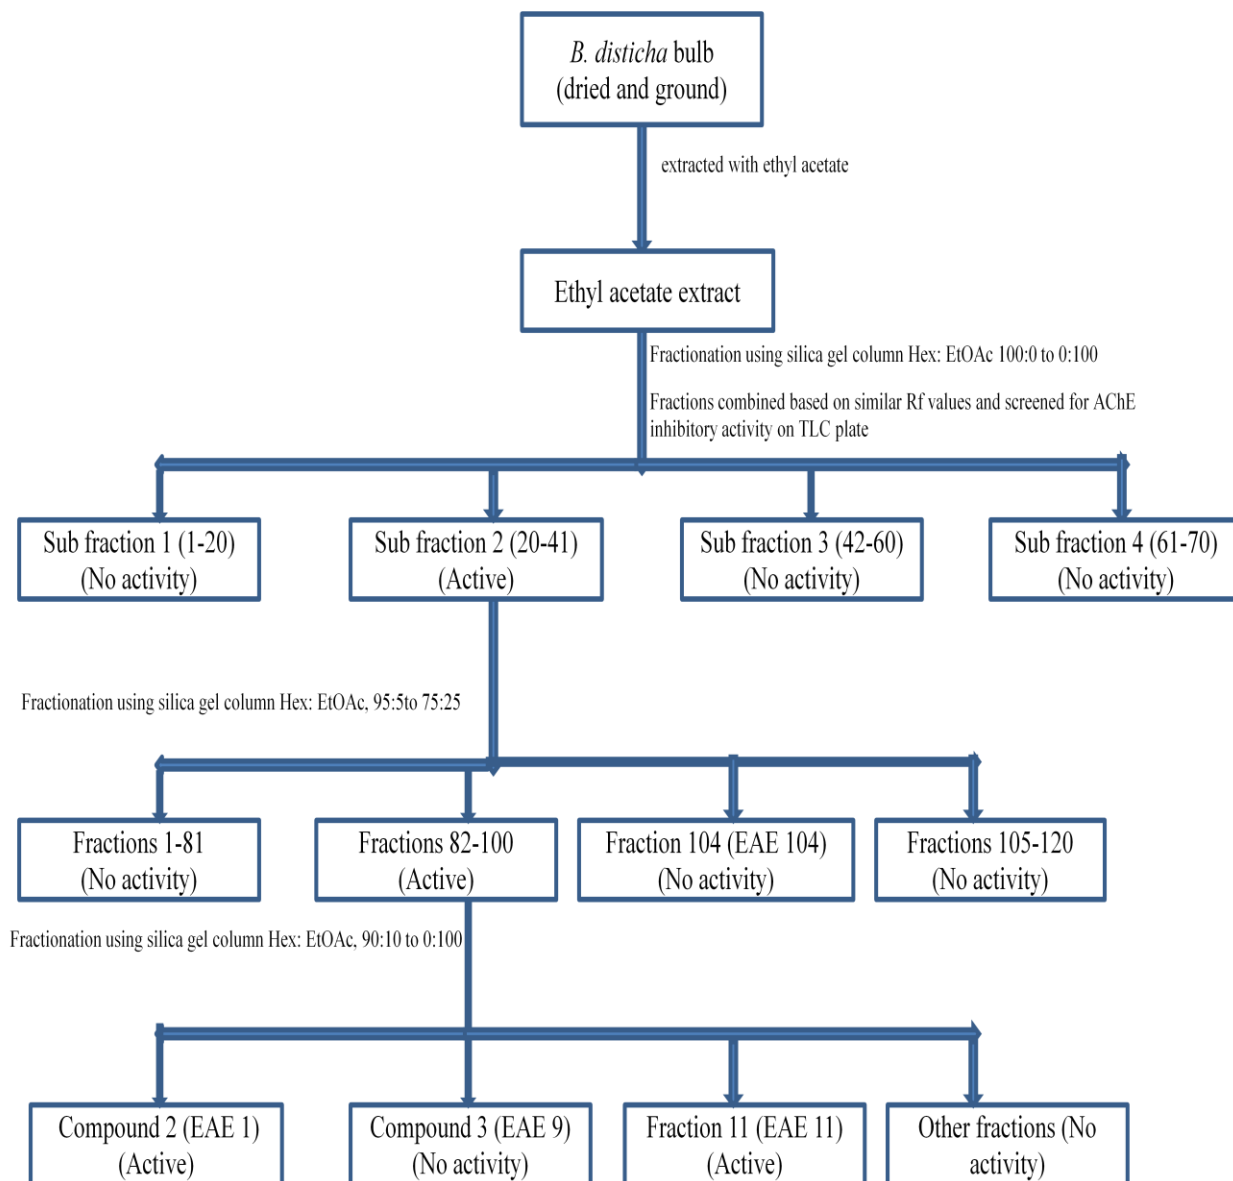 B. disticha bulb
(dried and ground)
extracted with ethyl acetate
Ethyl acetate extract
Fractionation using silica gel column Hex: EtOAc 100:0 to 0:100
Fractions combined based on similar Rf values and screened for AChE
inhibitory activity on TLC plate
Sub fraction 1 (1-20)
(No activity)
Sub fraction 2 (20-41)
(Active)
Sub fraction 3 (42-60)
(No activity)
Sub fraction 4 (61-70)
(No activity)
Fractionation using silica gel column Hex: EtOAc, 95:5to 75:25
Fractions 1-81
(No activity)
Fractions 82-100
(Active)
Fraction 104 (EAE 104)
(No activity)
Fractions 105-120
(No activity)
Fractionation using silica gel column Hex: EtOAc, 90:10 to 0:100
Compound 2 (EAE 1)
(Active)
Compound 3 (EAE 9)
(No activity)
Fraction 11 (EAE 11)
(Active)
Other fractions (No
activity)